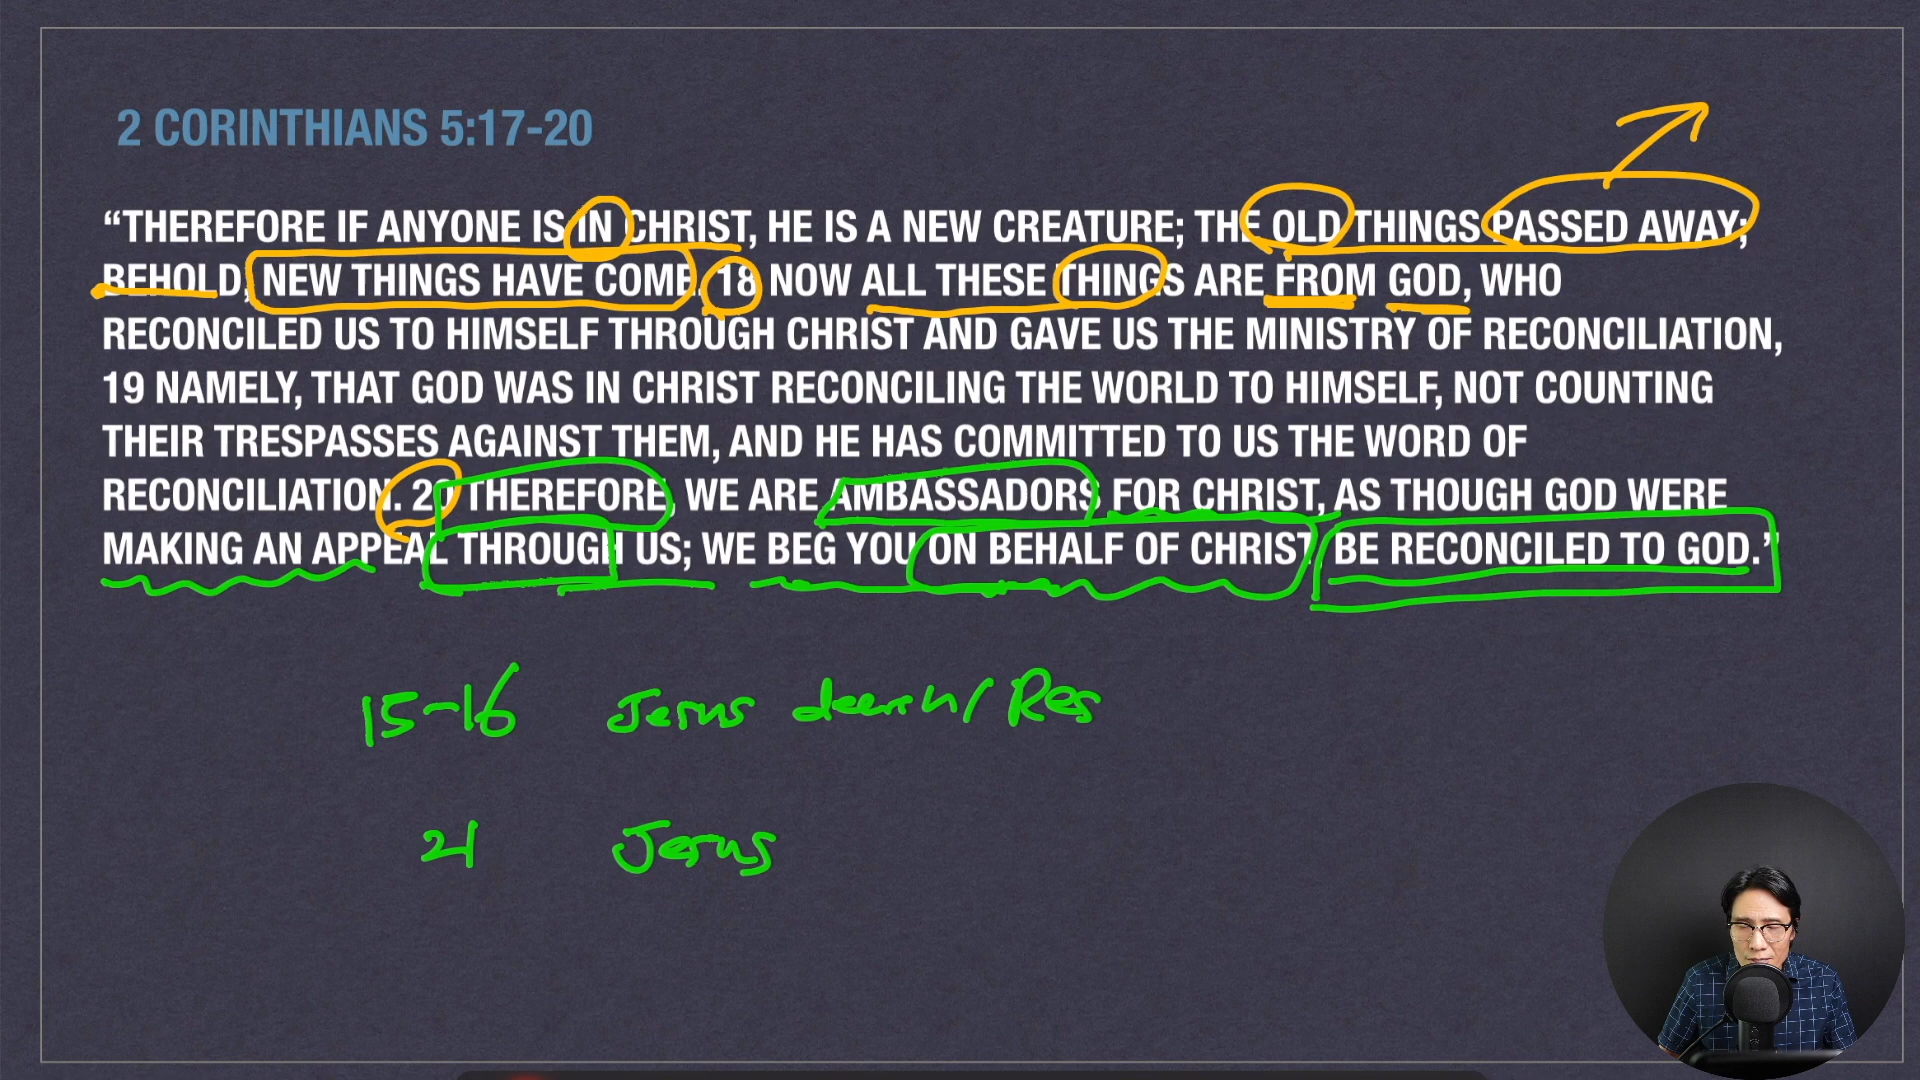 2 CORINTHIANS 5:17-20
“THEREFORE IF ANYONE IS IN CHRIST, HE IS A NEW CREATURE; THE OLD THINGS PASSED AWAY;
BEHOLD, NEW THINGS HAVE COME. 18 NOW ALL THESE THINGS ARE FROM GOD, WHO
RECONCILED US TO HIMSELF THROUGH CHRIST AND GAVE US THE MINISTRY OF RECONCILIATION,
19 NAMELY, THAT GOD WAS IN CHRIST RECONCILING THE WORLD TO HIMSELF, NOT COUNTING
THEIR TRESPASSES AGAINST THEM, AND HE HAS COMMITTED TO US THE WORD OF
RECONCILIATION. 20 THEREFORE, WE ARE AMBASSADORS FOR CHRIST, AS THOUGH GOD WERE
MAKING AN APPEAL THROUGH US; WE BEG YOU ON BEHALF OF CHRIST, BE RECONCILED TO GOD.”
15-16 Jesus / Res
21 Jesus